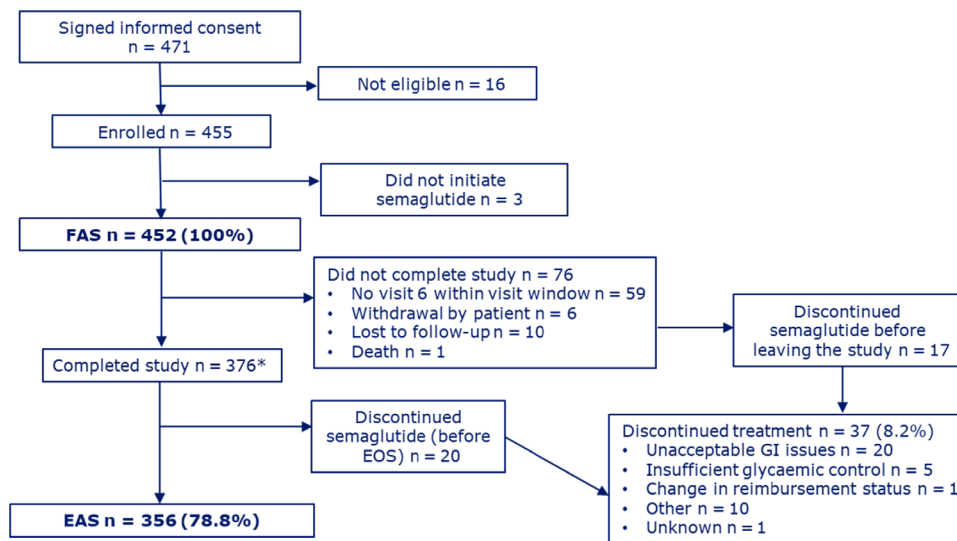 Signed informed consent
n = 471
Not eligible n = 16
Enrolled n = 455
Did not initiate
semaglutide n = 3
FAS n = 452 (100%)
Did not complete study n = 76
• No visit 6 within visit window n = 59
• Withdrawal by patient n = 6
• Lost to follow-up n = 10
• Death n = 1
Discontinued
semaglutide before
leaving the study n = 17
Completed study n = 376*
Discontinued
semaglutide (before
EOS) n = 20
Discontinued treatment n = 37 (8.2%)
• Unacceptable GI issues n = 20
• Insufficient glycaemic control n = 5
• Change in reimbursement status n = 1
• Other n = 10
• Unknown n = 1
EAS n = 356 (78.8%)